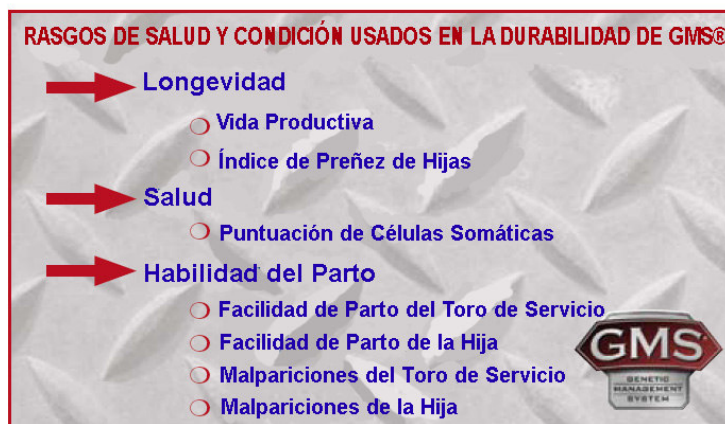 RASGOS DE SALUD Y CONDICIÓN USADOS EN LA DURABILIDAD DE GMS®
Longevidad
Vida Productiva
Índice de Preñez de Hijas
Salud
Puntuación de Células Somáticas
Habilidad del Parto
Facilidad de Parto del Toro de Servicio
Facilidad de Parto de la Hija
Malpariciones del Toro de Servicio
Malpariciones de la Hija
GMS
GENETIC
MANAGEMENT
SYSTEM